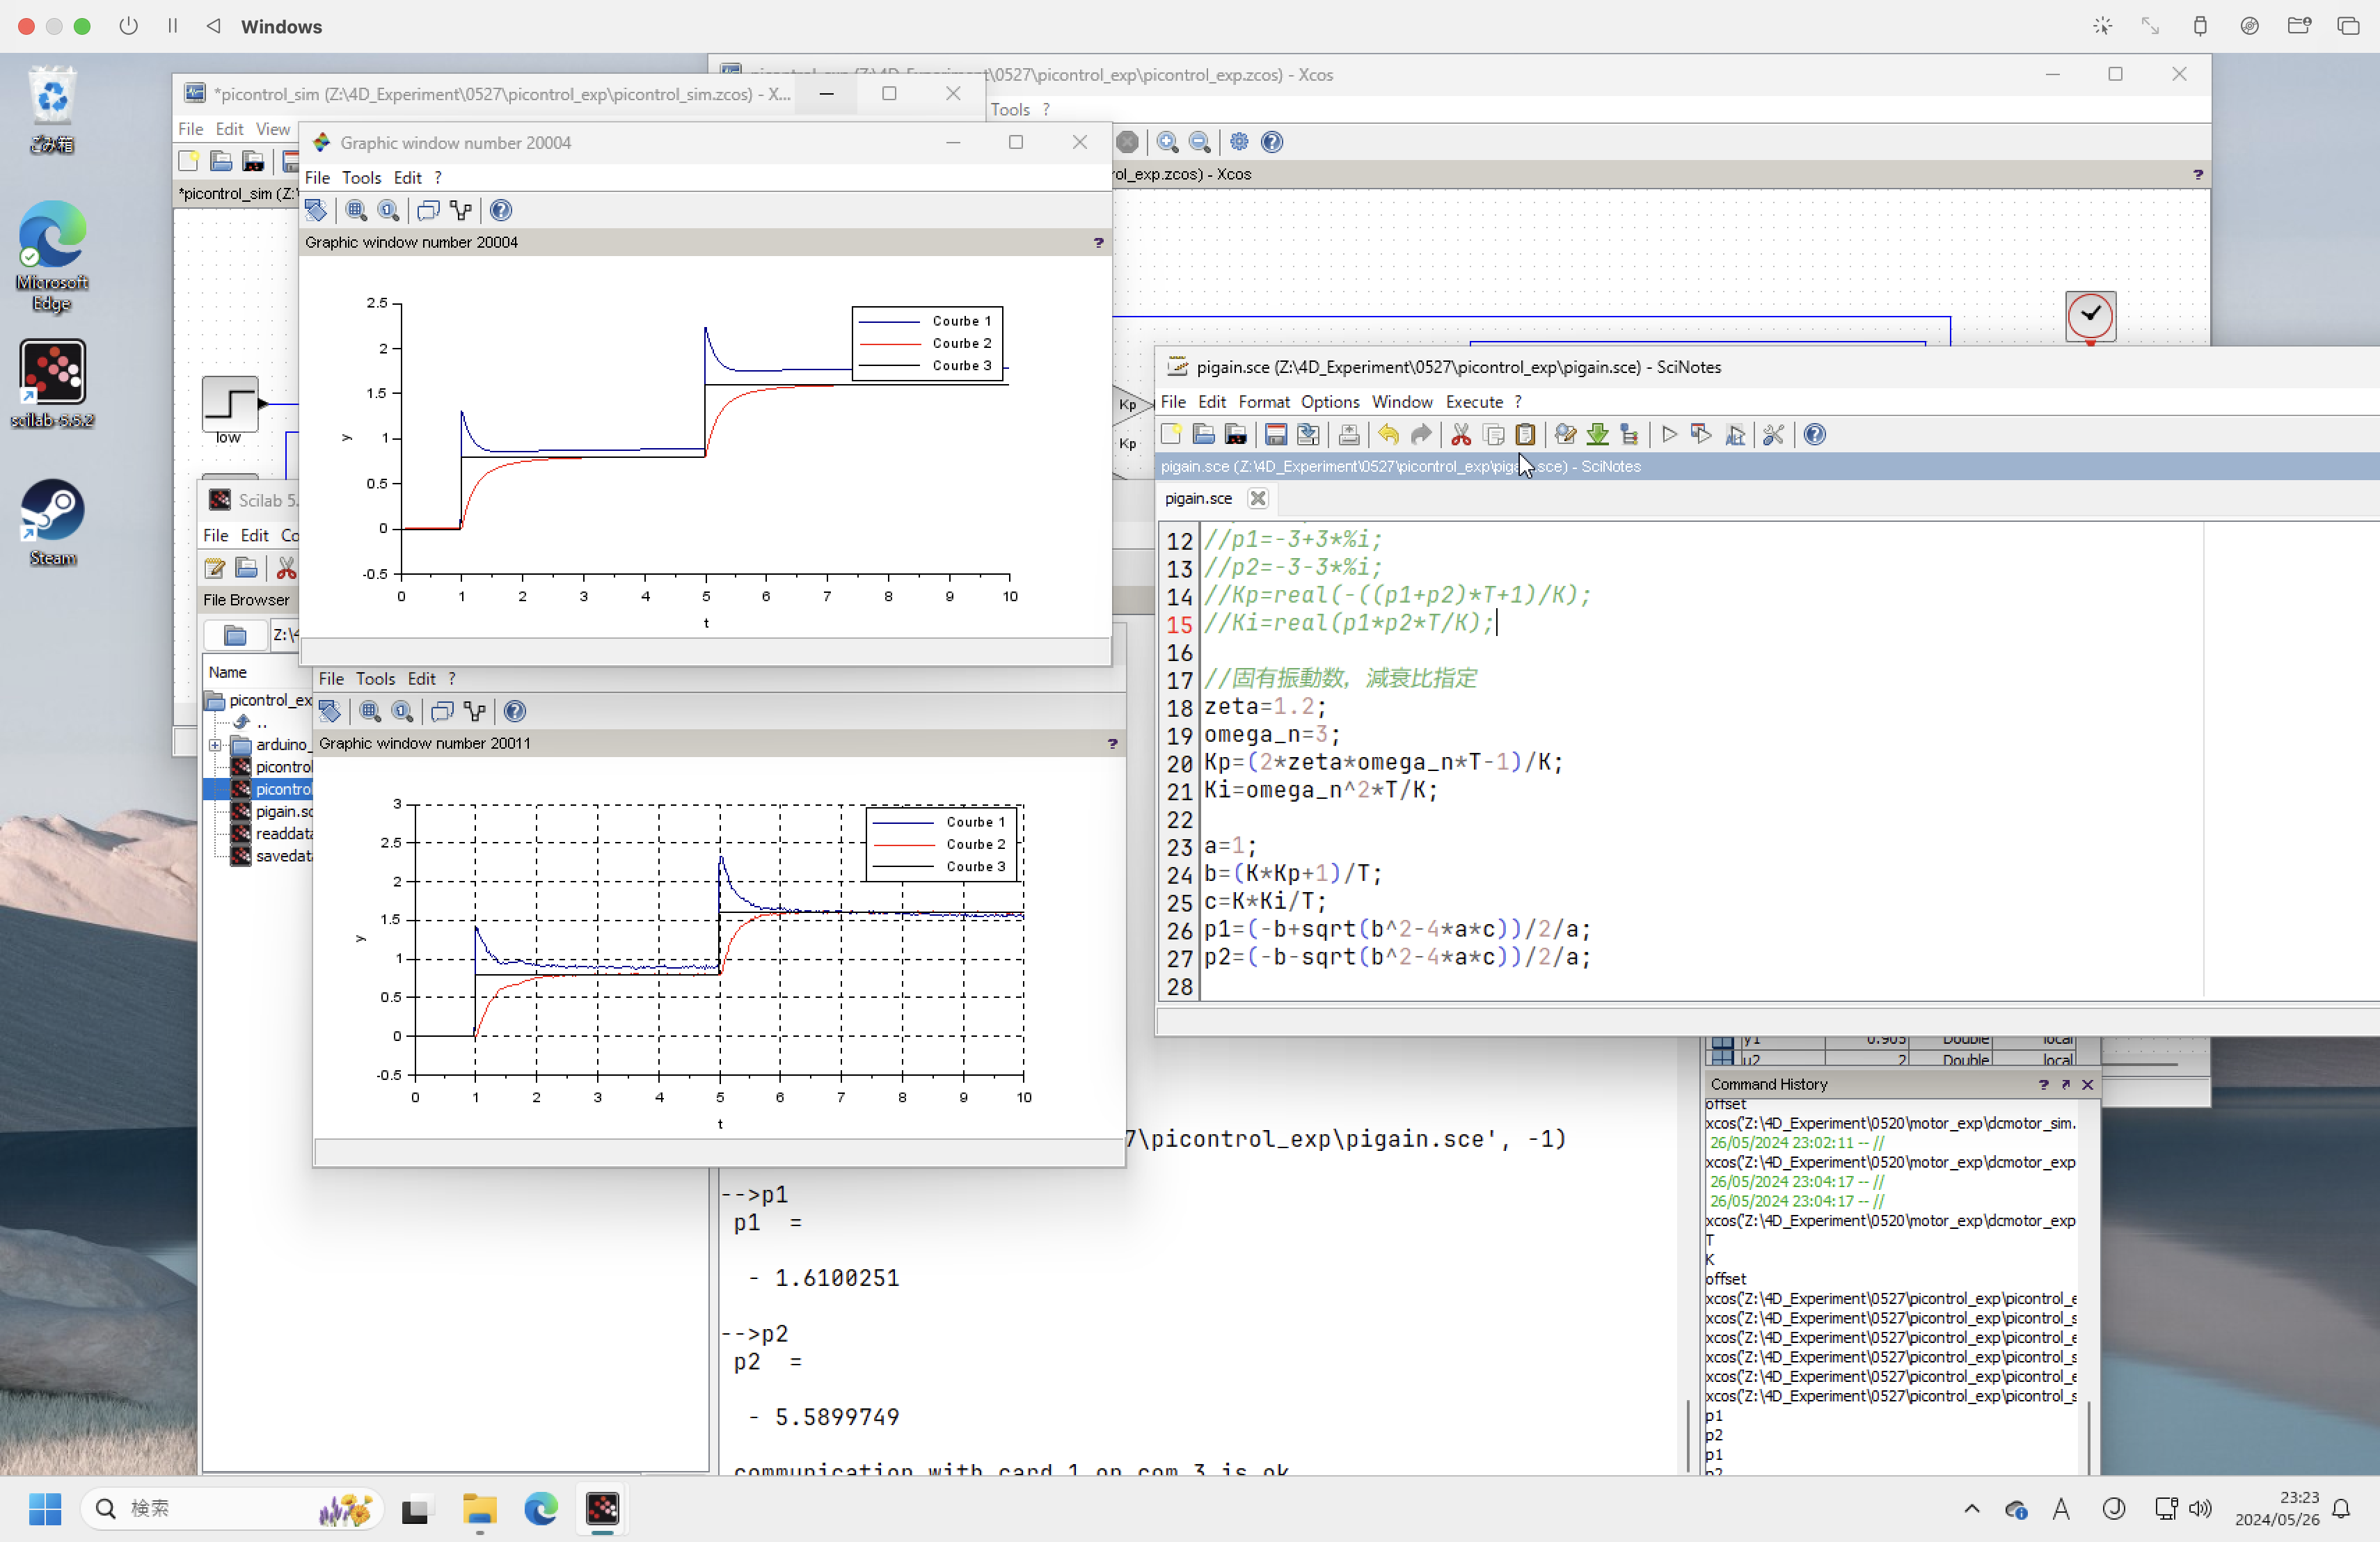 Windows
picontrol_exp (Z:\4D_Experiment\0527\picontrol_exp\picontrol_exp.zcos) - Xcos
Tools ?
ol_exp.zcos) - Xcos
?
ごみ箱
Microsoft
Edge
scilab-5.5.2
Steam
*picontrol_sim (Z:\4D_Experiment\0527\picontrol_exp\picontrol_sim.zcos) - X...
File Edit View
*picontrol_sim (Z:
low
Kp
Kp
Graphic window number 20004
File Tools Edit ?
Graphic window number 20004
?
2.5
2
1.5
1
0.5
0
-0.5
y
Courbe 1
Courbe 2
Courbe 3
0 1 2 3 4 5 6 7 8 9 10
t
Scilab 5.
File Edit Co
File Browser
Z:\4
Name
picontrol_ex
..
arduino_
picontrol
picontrol
pigain.sc
readdata
savedata
File Tools Edit ?
Graphic window number 20011
?
3
2.5
2
1.5
1
0.5
0
-0.5
y
Courbe 1
Courbe 2
Courbe 3
0 1 2 3 4 5 6 7 8 9 10
t
pigain.sce (Z:\4D_Experiment\0527\picontrol_exp\pigain.sce) - SciNotes
File Edit Format Options Window Execute ?
pigain.sce (Z:\4D_Experiment\0527\picontrol_exp\pigain.sce) - SciNotes
pigain.sce
12 //p1=-3+3*%i;
13 //p2=-3-3*%i;
14 //Kp=real(-((p1+p2)*T+1)/K);
15 //Ki=real(p1*p2*T/K);
16
17 //固有振動数，減衰比指定
18 zeta=1.2;
19 omega_n=3;
20 Kp=(2*zeta*omega_n*T-1)/K;
21 Ki=omega_n^2*T/K;
22
23 a=1;
24 b=(K*Kp+1)/T;
25 c=K*Ki/T;
26 p1=(-b+sqrt(b^2-4*a*c))/2/a;
27 p2=(-b-sqrt(b^2-4*a*c))/2/a;
28
y1 0.905 Double local
u2 2 Double local
7\picontrol_exp\pigain.sce', -1)
-->p1
p1 =
- 1.6100251
-->p2
p2 =
- 5.5899749
communication with card 1 on com 3 is ok
Command History
?
offset
xcos('Z:\4D_Experiment\0520\motor_exp\dcmotor_sim.
26/05/2024 23:02:11 -- //
xcos('Z:\4D_Experiment\0520\motor_exp\dcmotor_exp
26/05/2024 23:04:17 -- //
26/05/2024 23:04:17 -- //
xcos('Z:\4D_Experiment\0520\motor_exp\dcmotor_exp
T
K
offset
xcos('Z:\4D_Experiment\0527\picontrol_exp\picontrol_e
xcos('Z:\4D_Experiment\0527\picontrol_exp\picontrol_s
xcos('Z:\4D_Experiment\0527\picontrol_exp\picontrol_e
xcos('Z:\4D_Experiment\0527\picontrol_exp\picontrol_s
xcos('Z:\4D_Experiment\0527\picontrol_exp\picontrol_e
xcos('Z:\4D_Experiment\0527\picontrol_exp\picontrol_s
p1
p2
p1
p2
検索
A
23:23
2024/05/26